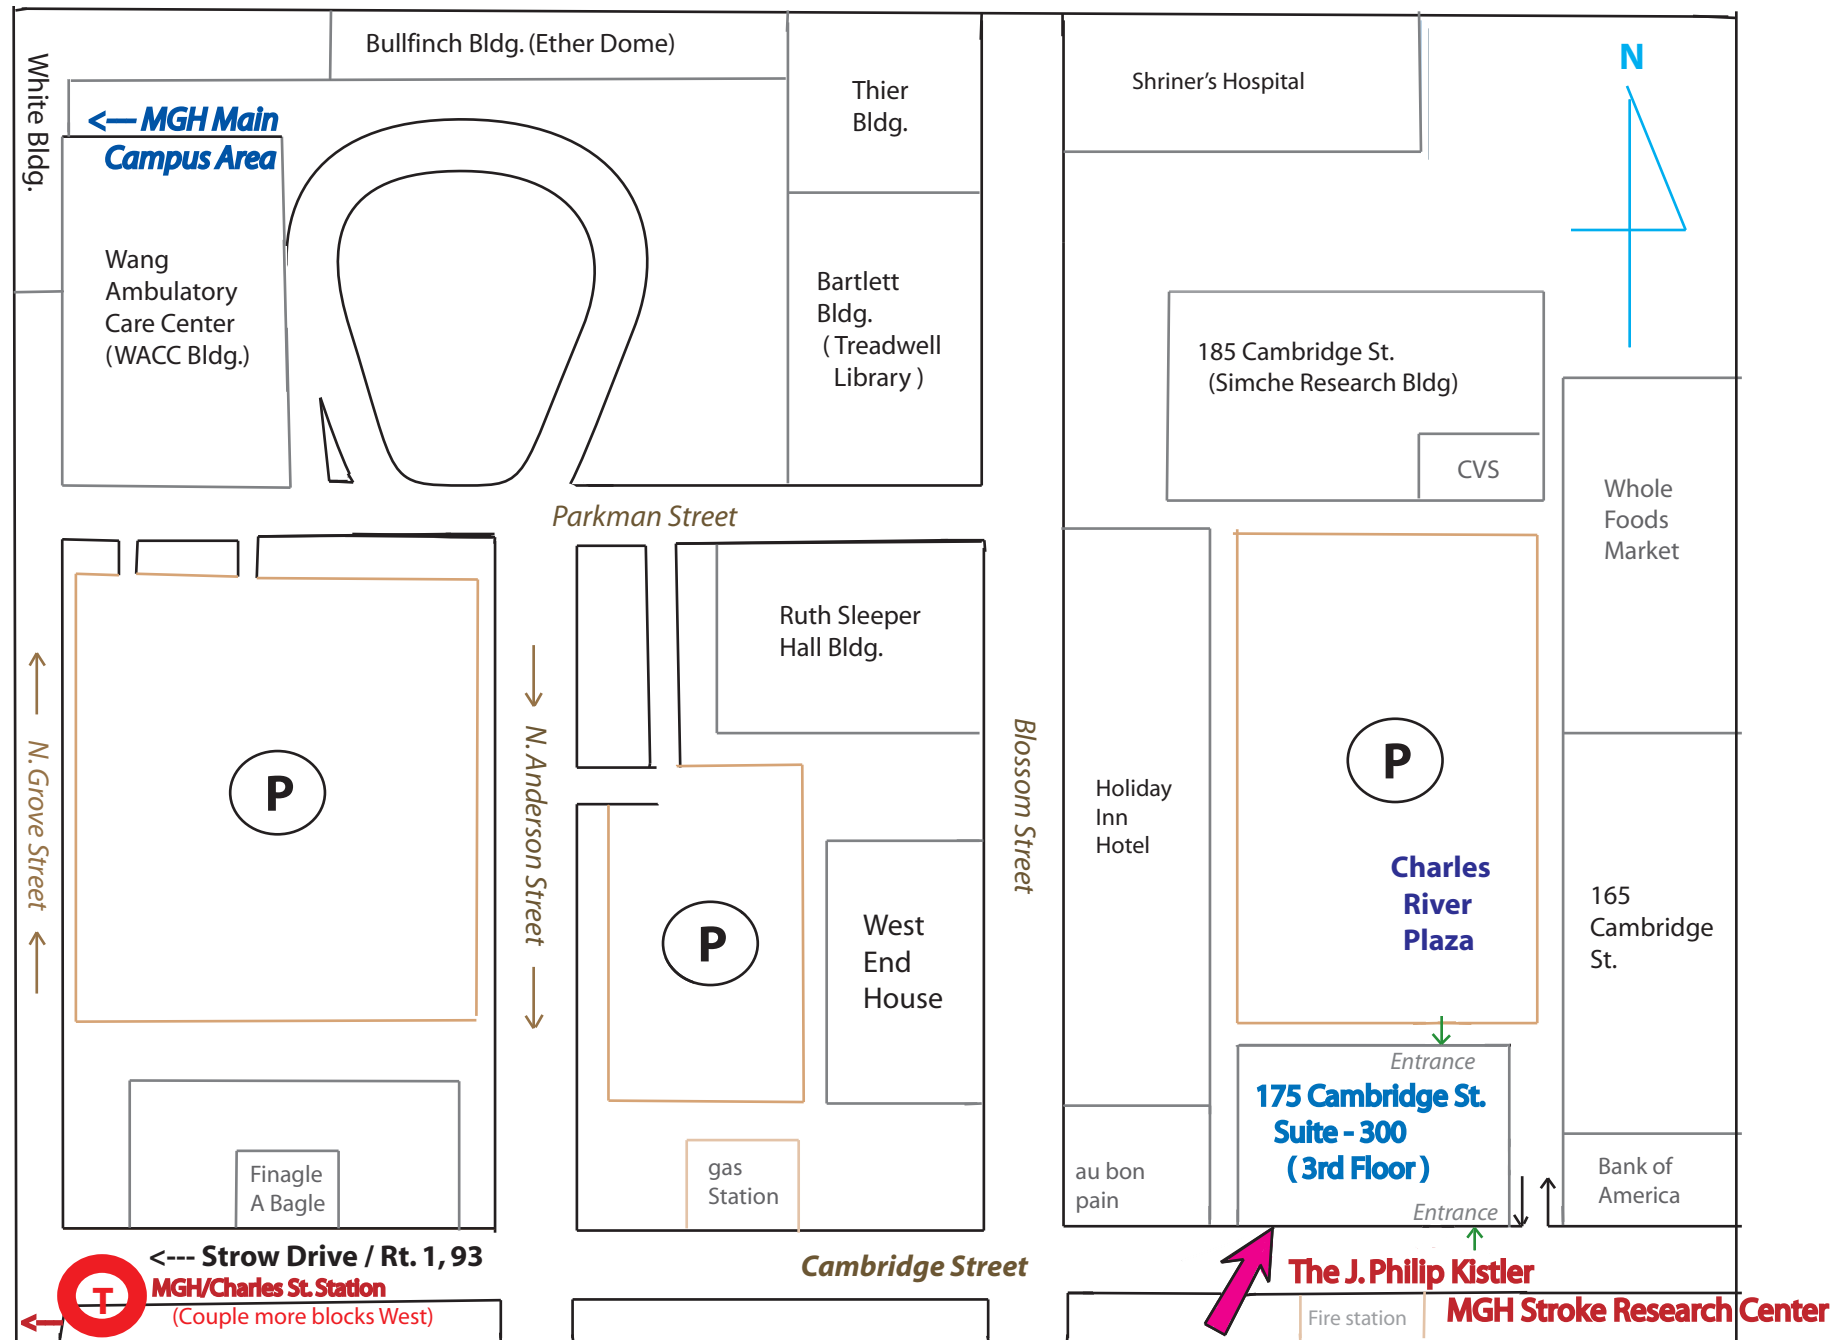 White Bldg.
Bullfinch Bldg. (Ether Dome)
<--- MGH Main
Campus Area
Wang
Ambulatory
Care Center
(WACC Bldg.)
Thier
Bldg.
Bartlett
Bldg.
( Treadwell
Library )
Shriner's Hospital
N
185 Cambridge St.
(Simche Research Bldg)
CVS
Whole
Foods
Market
Parkman Street
Ruth Sleeper
Hall Bldg.
N. Grove Street
P
N. Anderson Street
P
West
End
House
Blossom Street
Holiday
Inn
Hotel
P
Charles
River
Plaza
165
Cambridge
St.
Entrance
175 Cambridge St.
Suite - 300
( 3rd Floor )
Entrance
Finagle
A Bagle
gas
Station
au bon
pain
Bank of
America
<--- Strow Drive / Rt. 1, 93
T
MGH/Charles St. Station
(Couple more blocks West)
Cambridge Street
The J. Philip Kistler
MGH Stroke Research Center
Fire station